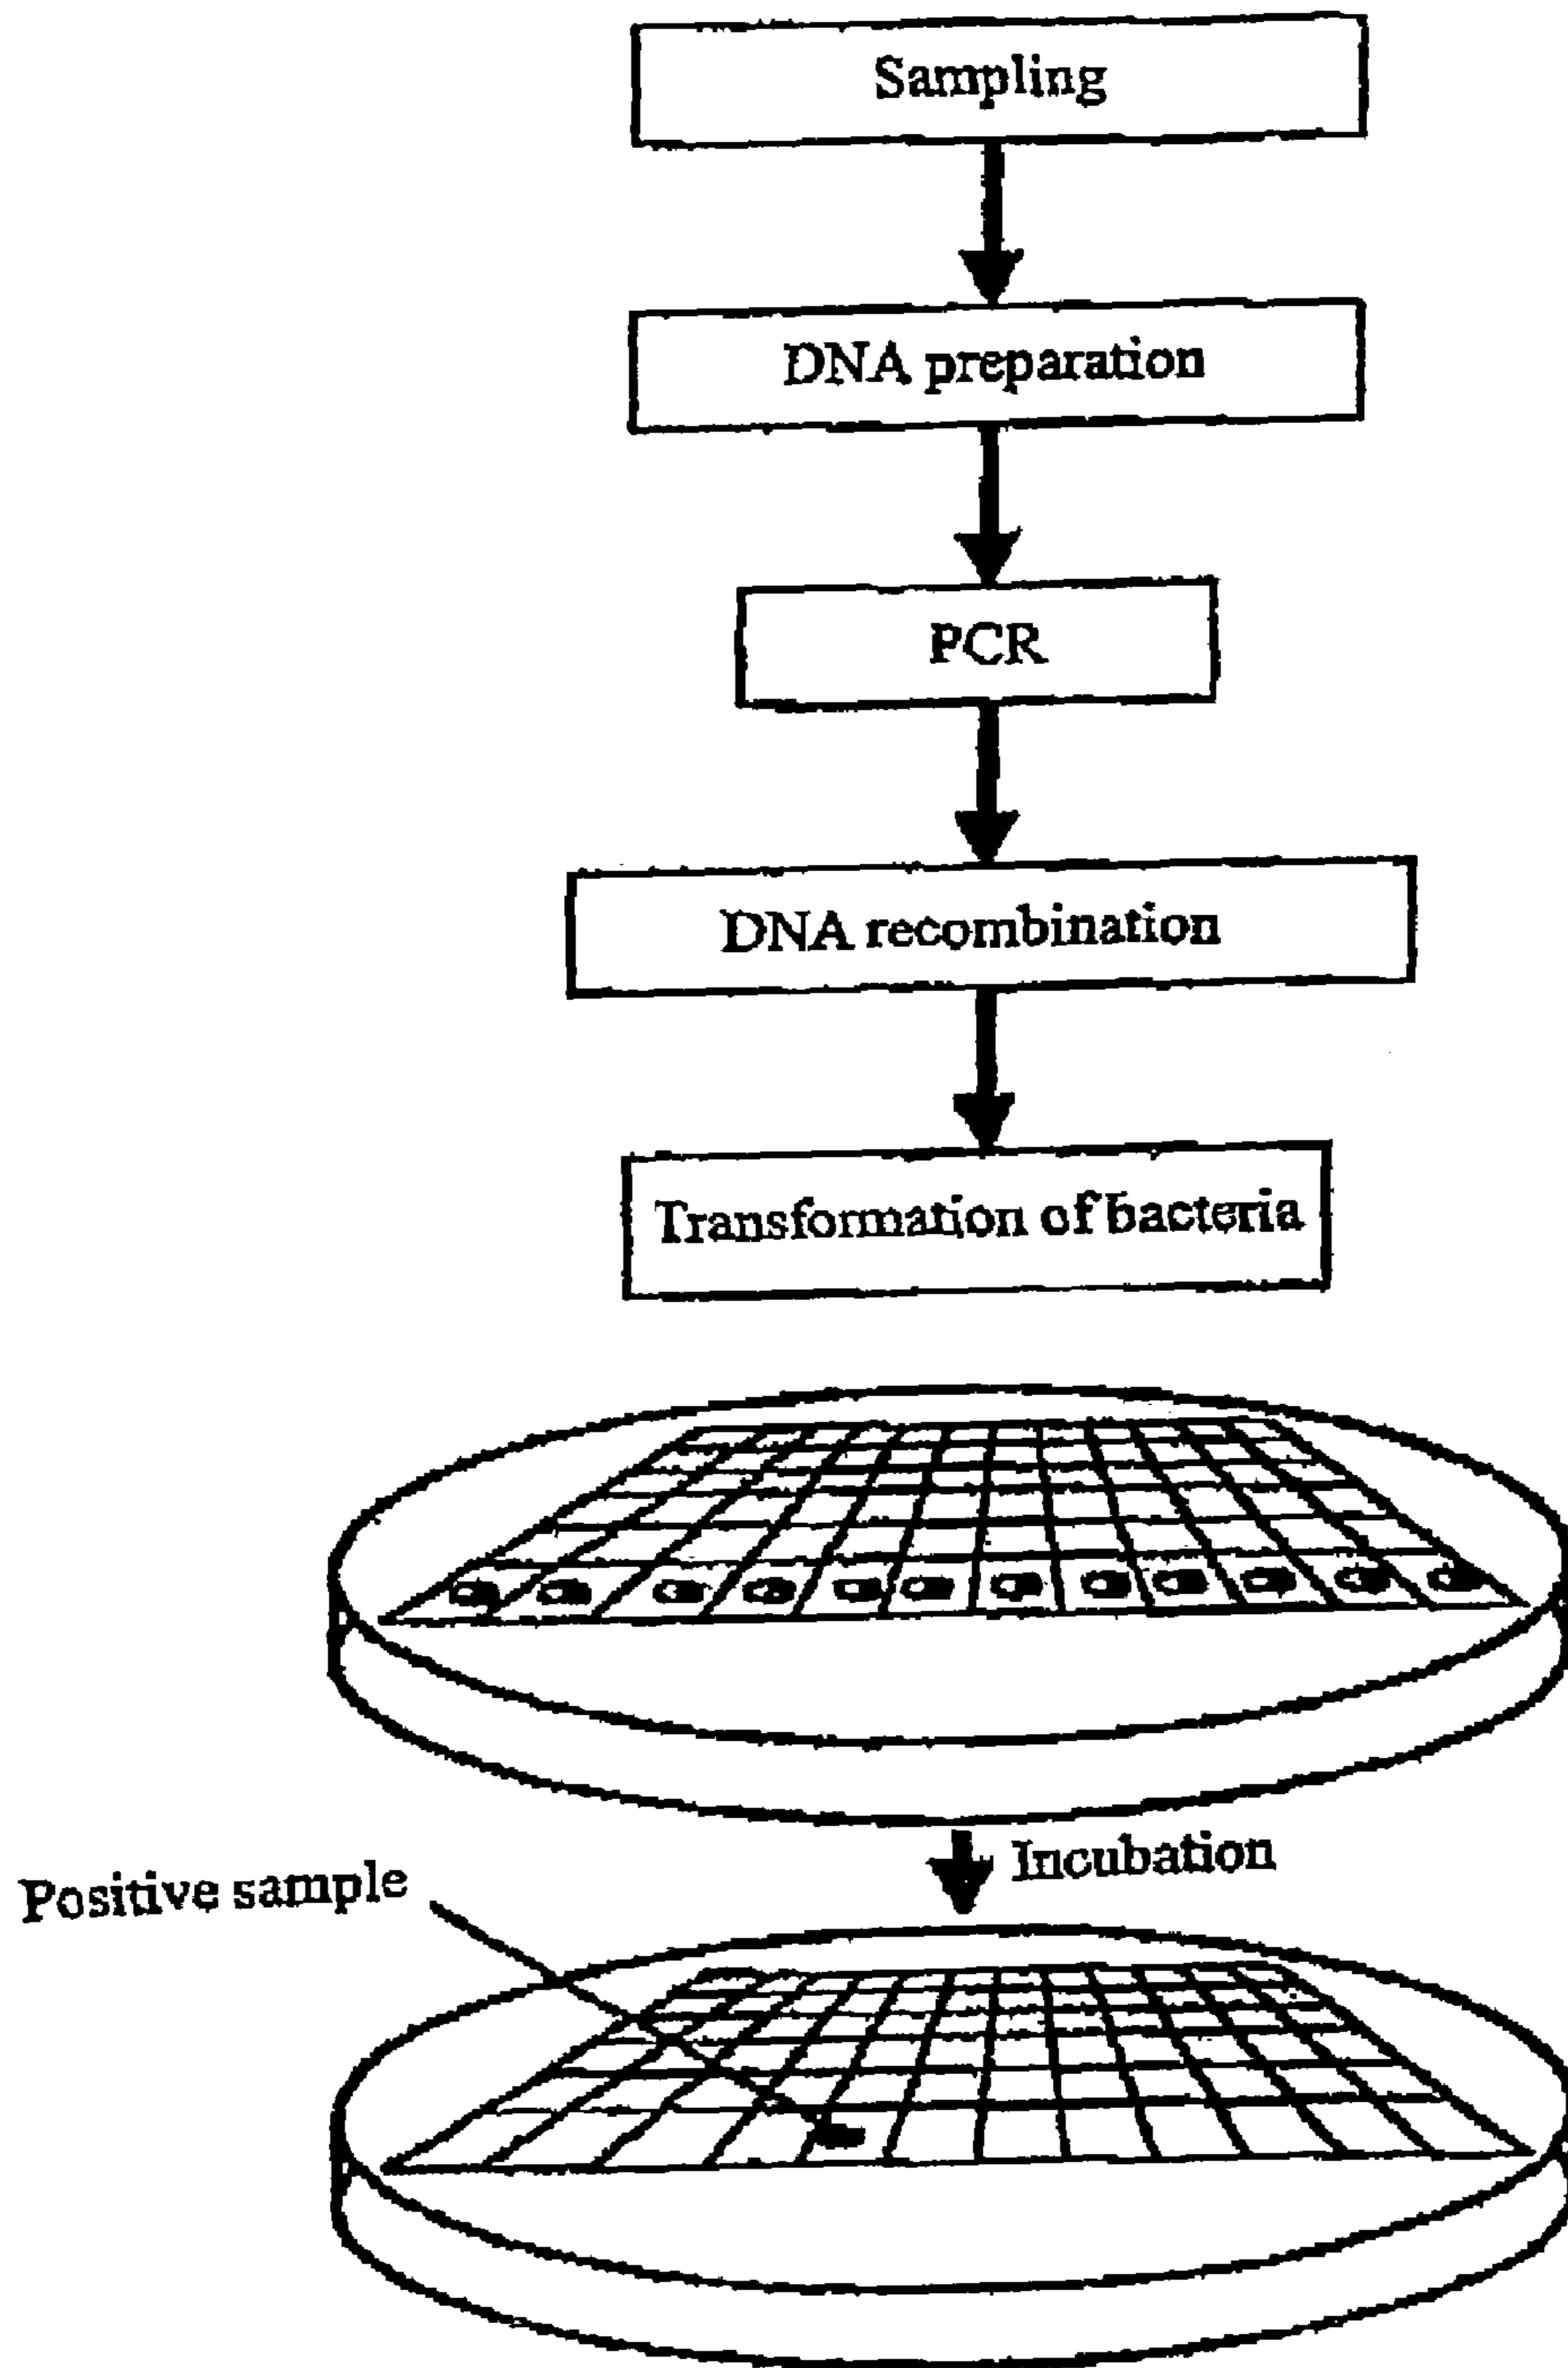 Sampling
DNA preparation
PCR
DNA recombination
Transformation of bacteria
Incubation
Positive sample